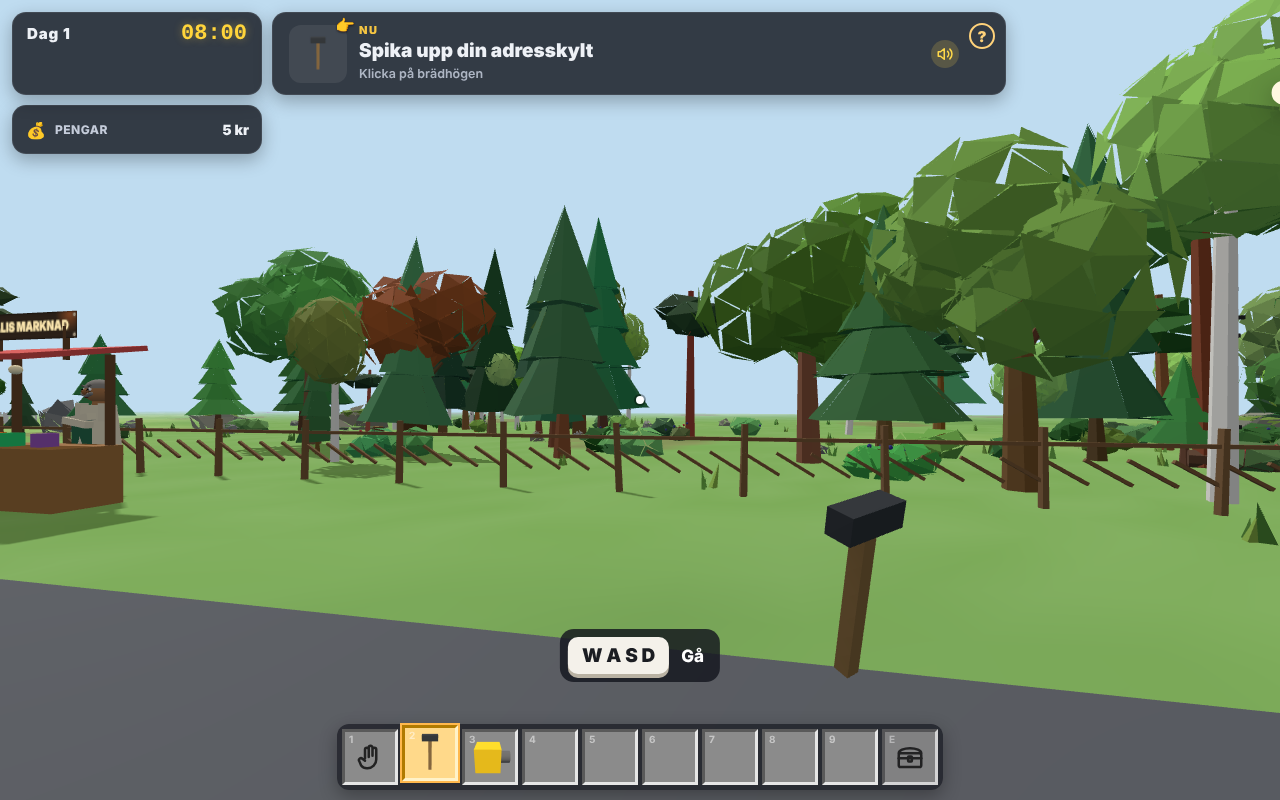 Dag 1
08:00
NU
Spika upp din adresskylt
Klicka på brädhögen
?
PENGAR
5 kr
LIS MARKNAD
WASD
Gå
1
2
3
4
5
6
7
8
9
E